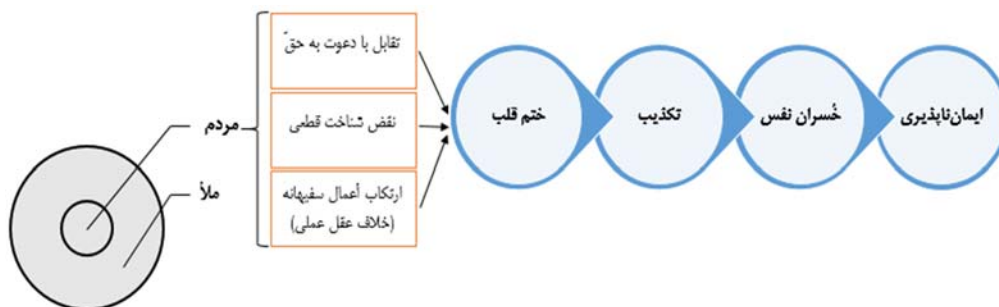 تقابل با دعوت به حقّ
نقض شناخت قطعی
ارتکاب أعمال سفیهانه
(خلاف عقل عملی)
مردم
ملأ
ختم قلب
تکذیب
خُسران نفس
ایمان‌ناپذیری